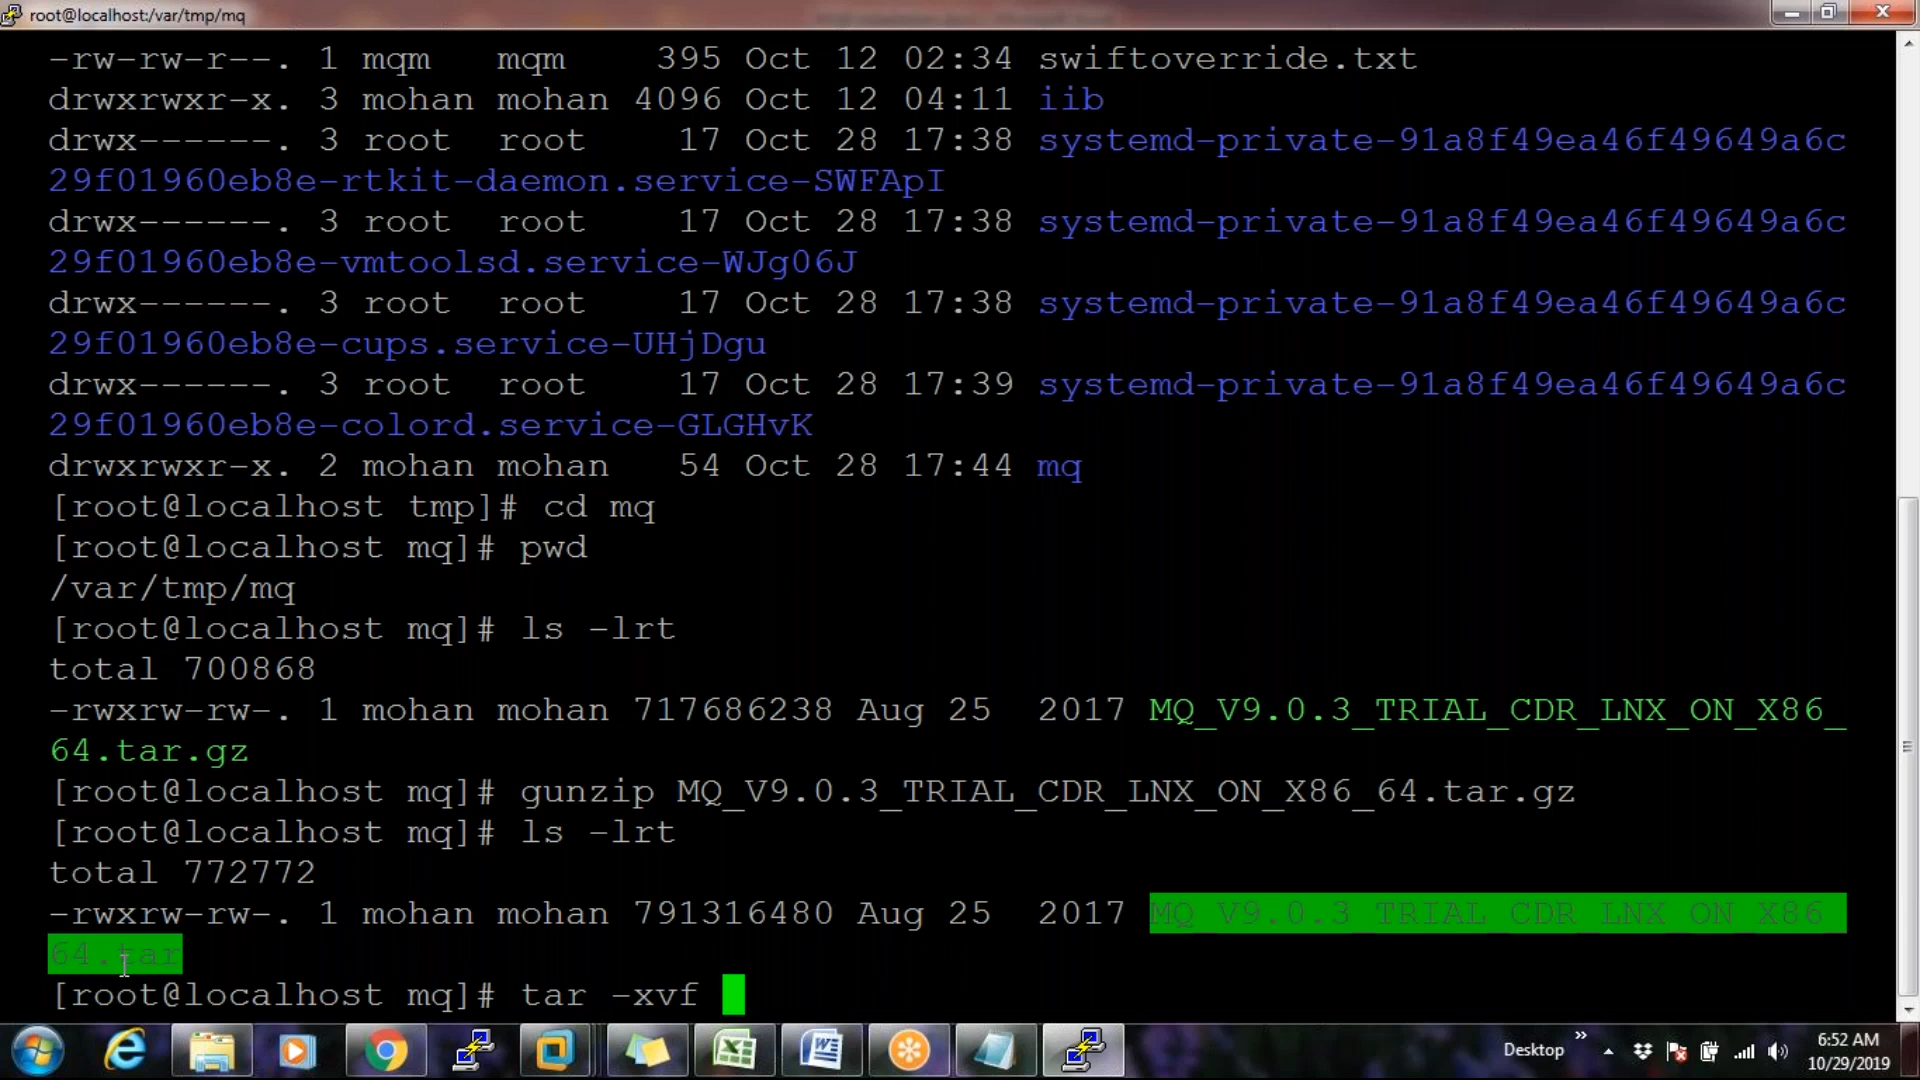 root@localhost:/var/tmp/mq
-rw-rw-r--. 1 mqm   mqm    395 Oct 12 02:34 swiftoverride.txt
drwxrwxr-x. 3 mohan mohan 4096 Oct 12 04:11 iib
drwx------. 3 root  root    17 Oct 28 17:38 systemd-private-91a8f49ea46f49649a6c
29f01960eb8e-rtkit-daemon.service-SWFApI
drwx------. 3 root  root    17 Oct 28 17:38 systemd-private-91a8f49ea46f49649a6c
29f01960eb8e-vmtoolsd.service-WJg06J
drwx------. 3 root  root    17 Oct 28 17:38 systemd-private-91a8f49ea46f49649a6c
29f01960eb8e-cups.service-UHjDgu
drwx------. 3 root  root    17 Oct 28 17:39 systemd-private-91a8f49ea46f49649a6c
29f01960eb8e-colord.service-GLGHvK
drwxrwxr-x. 2 mohan mohan   54 Oct 28 17:44 mq
[root@localhost tmp]# cd mq
[root@localhost mq]# pwd
/var/tmp/mq
[root@localhost mq]# ls -lrt
total 700868
-rwxrw-rw-. 1 mohan mohan 717686238 Aug 25  2017 MQ_V9.0.3_TRIAL_CDR_LNX_ON_X86_
64.tar.gz
[root@localhost mq]# gunzip MQ_V9.0.3_TRIAL_CDR_LNX_ON_X86_64.tar.gz
[root@localhost mq]# ls -lrt
total 772772
-rwxrw-rw-. 1 mohan mohan 791316480 Aug 25  2017 MQ_V9.0.3_TRIAL_CDR_LNX_ON_X86_
64.tar
[root@localhost mq]# tar -xvf
Desktop
6:52 AM
10/29/2019